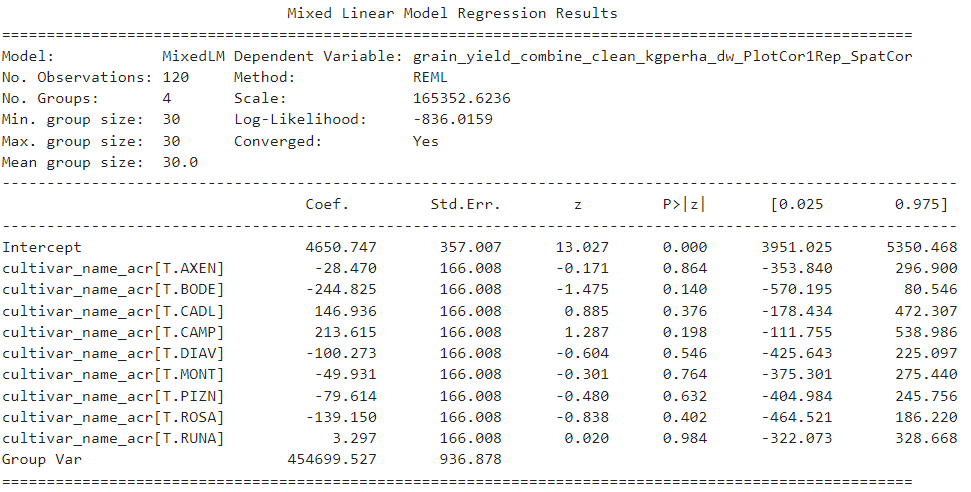 Mixed Linear Model Regression Results
================================================================================================
Model: MixedLM Dependent Variable: grain_yield_combine_clean_kgperha_dw_PlotCor1Rep_SpatCor
No. Observations: 120 Method: REML
No. Groups: 4 Scale: 165352.6236
Min. group size: 30 Log-Likelihood: -836.0159
Max. group size: 30 Converged: Yes
Mean group size: 30.0
------------------------------------------------------------------------------------------------
Coef. Std.Err. z P>|z| [0.025 0.975]
------------------------------------------------------------------------------------------------
Intercept 4650.747 357.007 13.027 0.000 3951.025 5350.468
cultivar_name_acr[T.AXEN] -28.470 166.008 -0.171 0.864 -353.840 296.900
cultivar_name_acr[T.BODE] -244.825 166.008 -1.475 0.140 -570.195 80.546
cultivar_name_acr[T.CADL] 146.936 166.008 0.885 0.376 -178.434 472.307
cultivar_name_acr[T.CAMP] 213.615 166.008 1.287 0.198 -111.755 538.986
cultivar_name_acr[T.DIAV] -100.273 166.008 -0.604 0.546 -425.643 225.097
cultivar_name_acr[T.MONT] -49.931 166.008 -0.301 0.764 -375.301 275.440
cultivar_name_acr[T.PIZN] -79.614 166.008 -0.480 0.632 -404.984 245.756
cultivar_name_acr[T.ROSA] -139.150 166.008 -0.838 0.402 -464.521 186.220
cultivar_name_acr[T.RUNA] 3.297 166.008 0.020 0.984 -322.073 328.668
Group Var 454699.527 936.878
================================================================================================